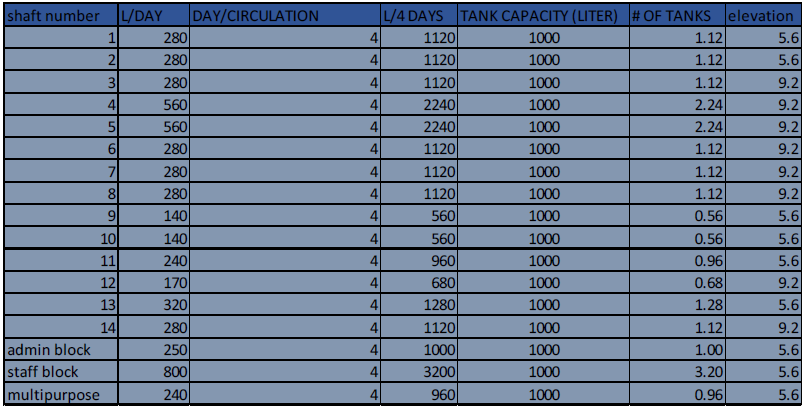 shaft number L/DAY DAY/CIRCULATION L/4 DAYS TANK CAPACITY (LITER) # OF TANKS elevation
1 280 4 1120 1000 1.12 5.6
2 280 4 1120 1000 1.12 5.6
3 280 4 1120 1000 1.12 9.2
4 560 4 2240 1000 2.24 9.2
5 560 4 2240 1000 2.24 9.2
6 280 4 1120 1000 1.12 9.2
7 280 4 1120 1000 1.12 9.2
8 280 4 1120 1000 1.12 9.2
9 140 4 560 1000 0.56 5.6
10 140 4 560 1000 0.56 5.6
11 240 4 960 1000 0.96 5.6
12 170 4 680 1000 0.68 9.2
13 320 4 1280 1000 1.28 5.6
14 280 4 1120 1000 1.12 9.2
admin block 250 4 1000 1000 1.00 5.6
staff block 800 4 3200 1000 3.20 5.6
multipurpose 240 4 960 1000 0.96 5.6